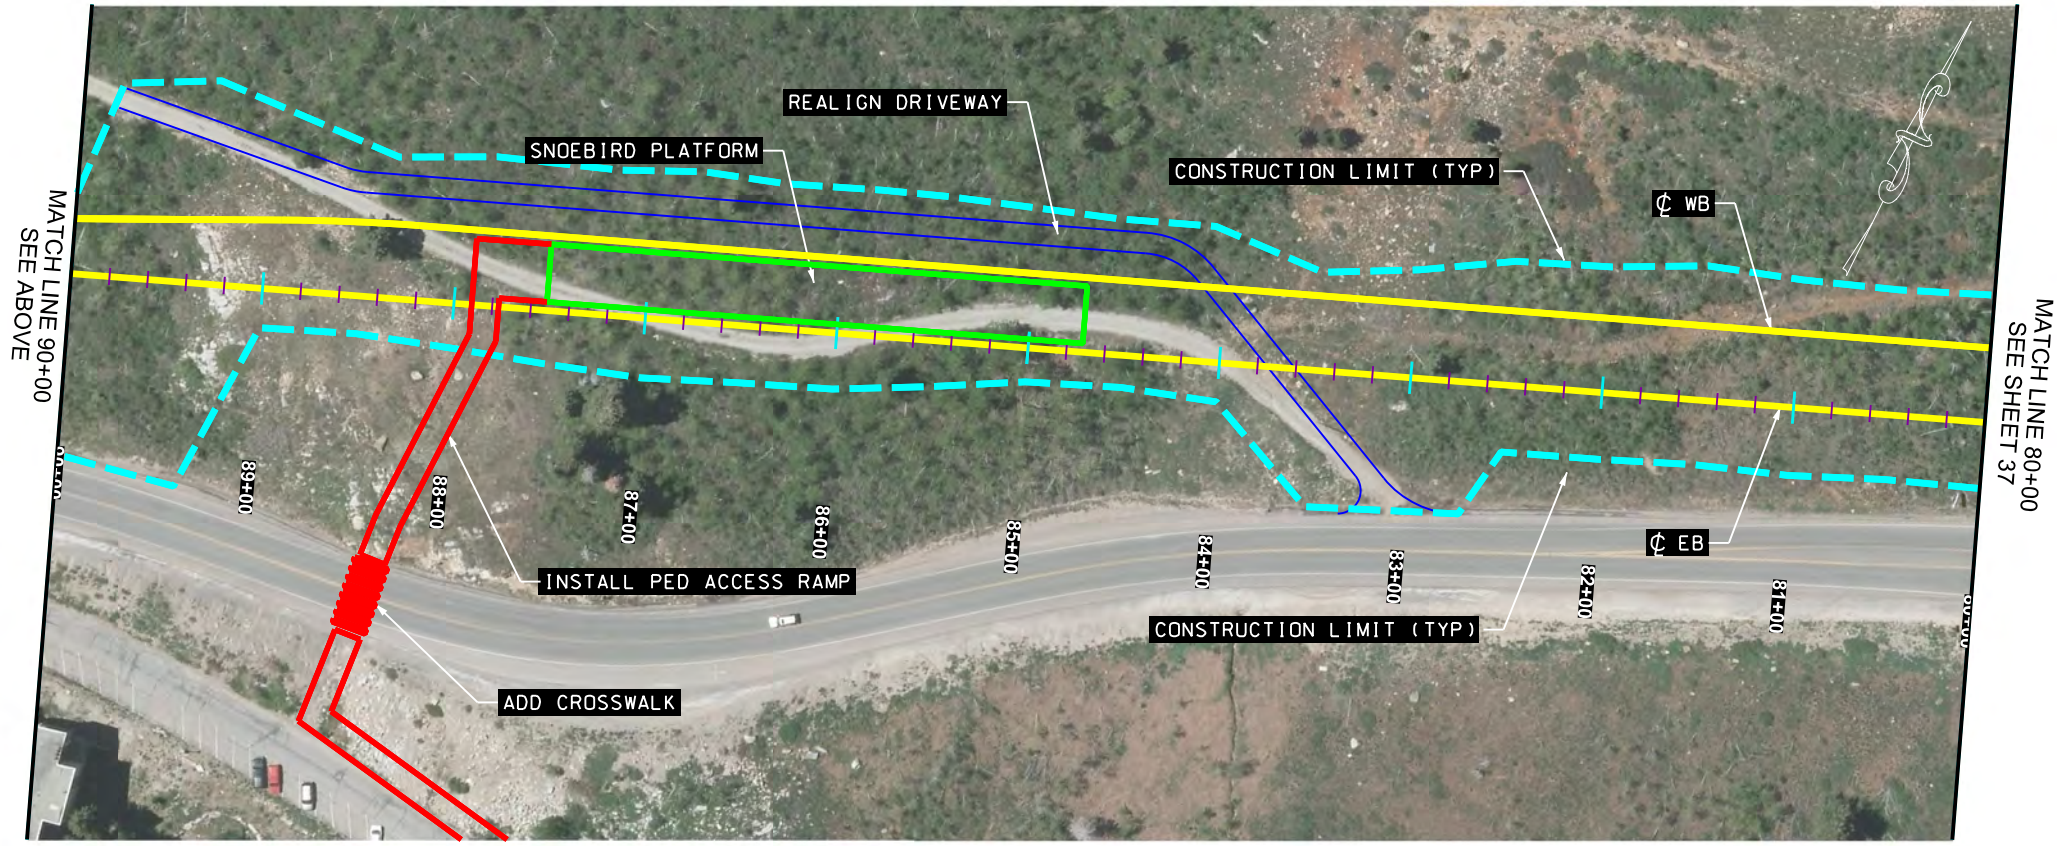 REALIGN DRIVEWAY
SNOEBIRD PLATFORM
CONSTRUCTION LIMIT (TYP)
℄ WB
MATCH LINE 90+00
SEE ABOVE
MATCH LINE 80+00
SEE SHEET 37
89+00
88+00
87+00
86+00
85+00
84+00
83+00
82+00
81+00
℄ EB
INSTALL PED ACCESS RAMP
CONSTRUCTION LIMIT (TYP)
ADD CROSSWALK